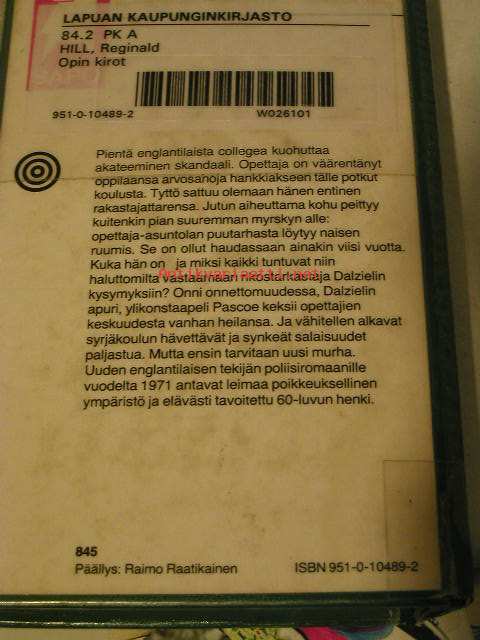 LAPUAN KAUPUNGINKIRJASTO
84.2 PK A
HILL, Reginald
Opin kirot
951-0-10489-2 W026101
Pientä englantilaista collegea kuohuttaa
akateeminen skandaali. Opettaja on väärentänyt
oppilaansa arvosanoja hankkiakseen tälle potkut
koulusta. Tyttö sattuu olemaan hänen entinen
rakastajattarensa. Jutun aiheuttama kohu peittyy
kuitenkin pian suuremman myrskyn alle:
opettaja-asuntolan puutarhasta löytyy naisen
ruumis. Se on ollut haudassaan ainakin viisi vuotta.
Kuka hän on ja miksi kaikki tuntuvat niin
haluttomilta vastaamaan rikostarkastaja Dalzielin
kysymyksiin? Onni onnettomuudessa, Dalzielin
apuri, ylikonstaapeli Pascoe keksii opettajien
keskuudesta vanhan heilansa. Ja vähitellen alkavat
syrjäkoulun hävettävät ja synkeät salaisuudet
paljastua. Mutta ensin tarvitaan uusi murha.
Uuden englantilaisen tekijän poliisiromaanille
vuodelta 1971 antavat leimaa poikkeuksellinen
ympäristö ja elävästi tavoitettu 60-luvun henki.
845
Päällys: Raimo Raatikainen ISBN 951-0-10489-2